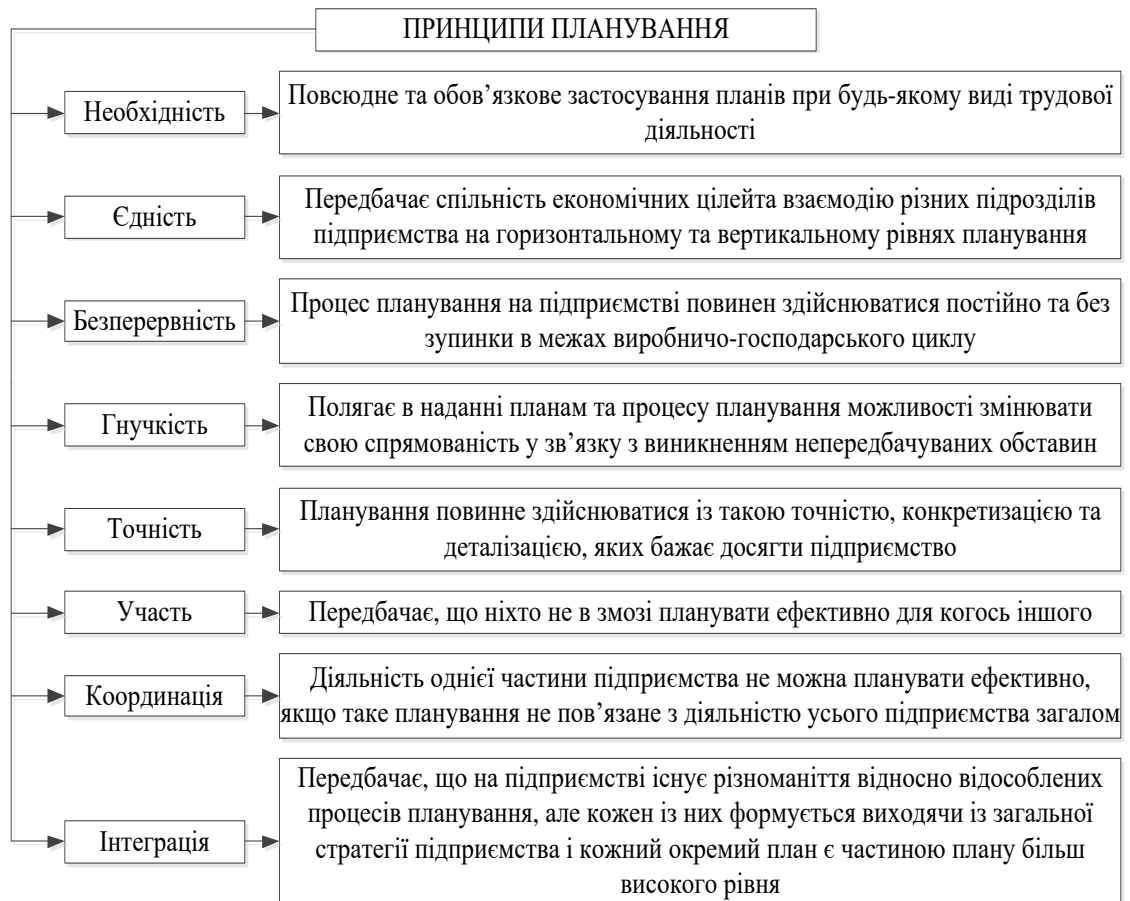 ПРИНЦИПИ ПЛАНУВАННЯ
Необхідність
Повсюдне та обов’язкове застосування планів при будь-якому виді трудової
діяльності
Єдність
Передбачає спільність економічних цілейта взаємодію різних підрозділів
підприємства на горизонтальному та вертикальному рівнях планування
Безперервність
Процес планування на підприємстві повинен здійснюватися постійно та без
зупинки в межах виробничо-господарського циклу
Гнучкість
Полягає в наданні планам та процесу планування можливості змінювати
свою спрямованість у зв’язку з виникненням непередбачуваних обставин
Точність
Планування повинне здійснюватися із такою точністю, конкретизацією та
деталізацією, яких бажає досягти підприємство
Участь
Передбачає, що ніхто не в змозі планувати ефективно для когось іншого
Координація
Діяльність однієї частини підприємства не можна планувати ефективно,
якщо таке планування не пов’язане з діяльністю усього підприємства загалом
Інтеграція
Передбачає, що на підприємстві існує різноманіття відносно відособлених
процесів планування, але кожен із них формується виходячи із загальної
стратегії підприємства і кожний окремий план є частиною плану більш
високого рівня